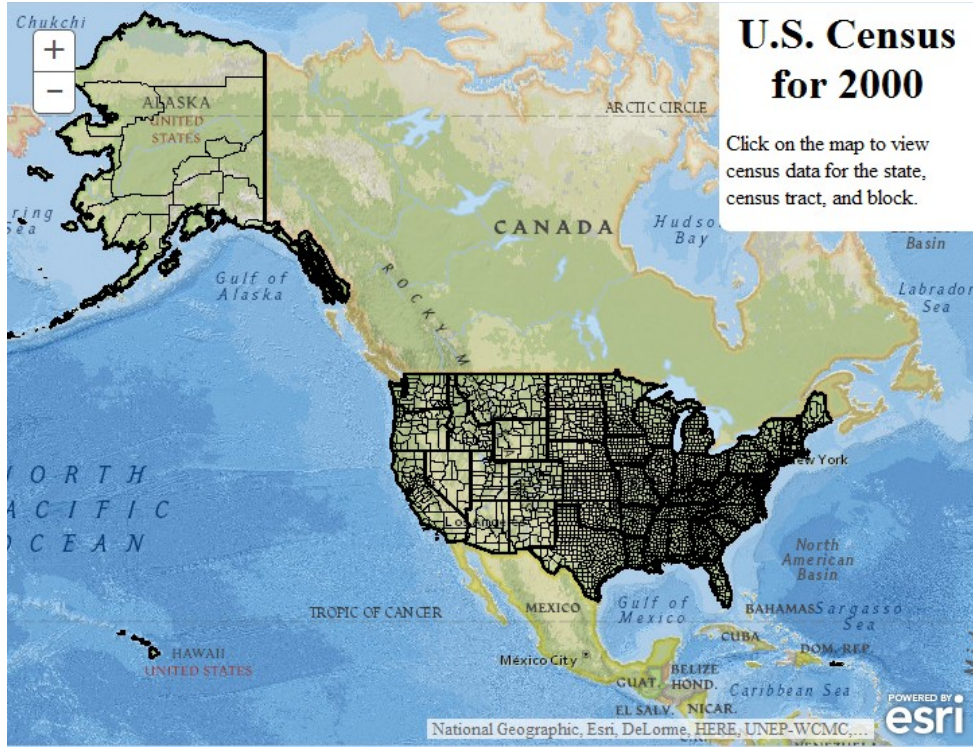 Chukchi
+
−
U.S. Census
for 2000
Click on the map to view
census data for the state,
census tract, and block.
ALASKA
UNITED
STATES
ARCTIC CIRCLE
ring
Sea
CANADA
Hudson
Bay
Basin
Gulf of
Alaska
Labrador
Sea
ROCKY M
New York
Los Angeles
NORTH
PACIFIC
OCEAN
North
American
Basin
TROPIC OF CANCER
MEXICO
Gulf of
Mexico
BAHAMAS
Sargasso
Sea
CUBA
HAWAII
UNITED STATES
DOM. REP.
México City
BELIZE
GUAT.
HOND.
Caribbean Sea
EL SALV.
NICAR.
POWERED BY
esri
National Geographic, Esri, DeLorme, HERE, UNEP-WCMC,...